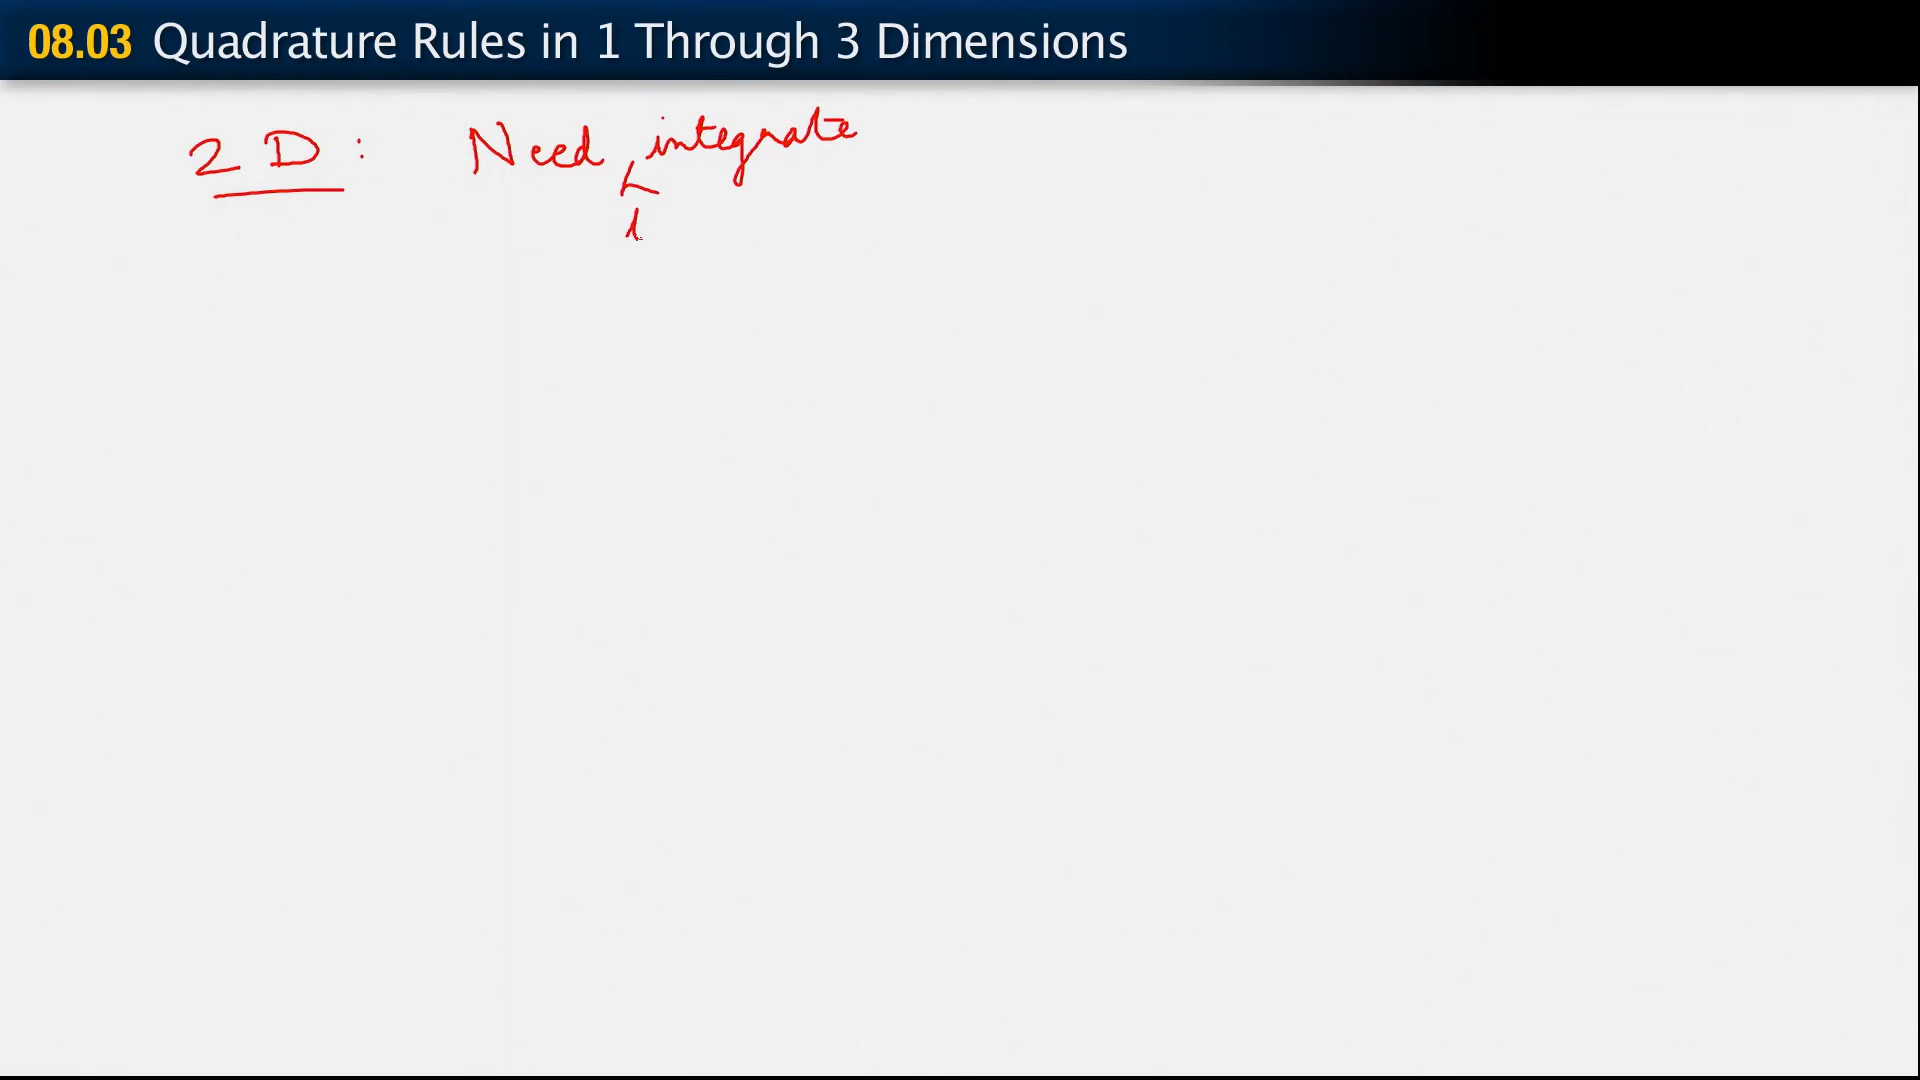 08.03 Quadrature Rules in 1 Through 3 Dimensions
2D: Need integrate